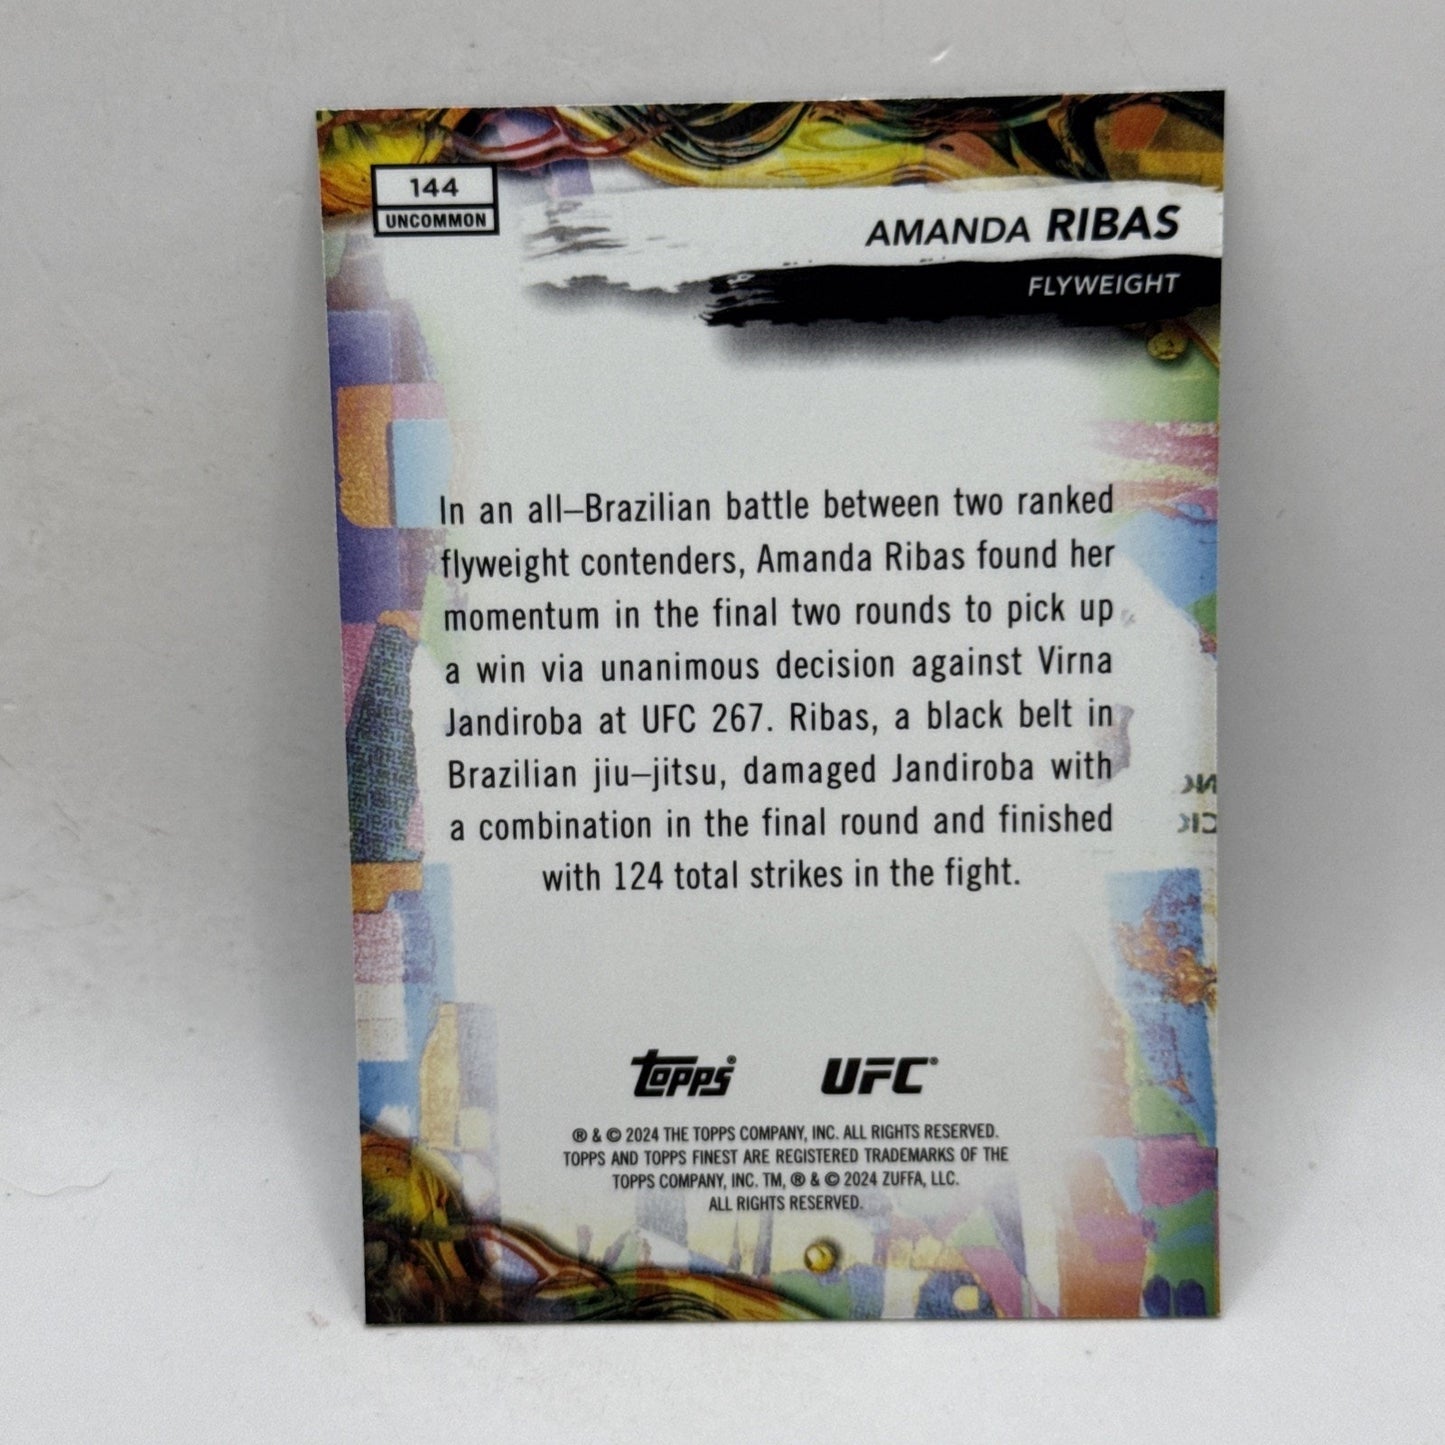 144
UNCOMMON
AMANDA RIBAS
FLYWEIGHT
In an all–Brazilian battle between two ranked
flyweight contenders, Amanda Ribas found her
momentum in the final two rounds to pick up
a win via unanimous decision against Virna
Jandiroba at UFC 267. Ribas, a black belt in
Brazilian jiu–jitsu, damaged Jandiroba with
a combination in the final round and finished
with 124 total strikes in the fight.
Topps® UFC®
® & © 2024 THE TOPPS COMPANY, INC. ALL RIGHTS RESERVED.
TOPPS AND TOPPS FINEST ARE REGISTERED TRADEMARKS OF THE
TOPPS COMPANY, INC. TM, ® & © 2024 ZUFFA, LLC.
ALL RIGHTS RESERVED.